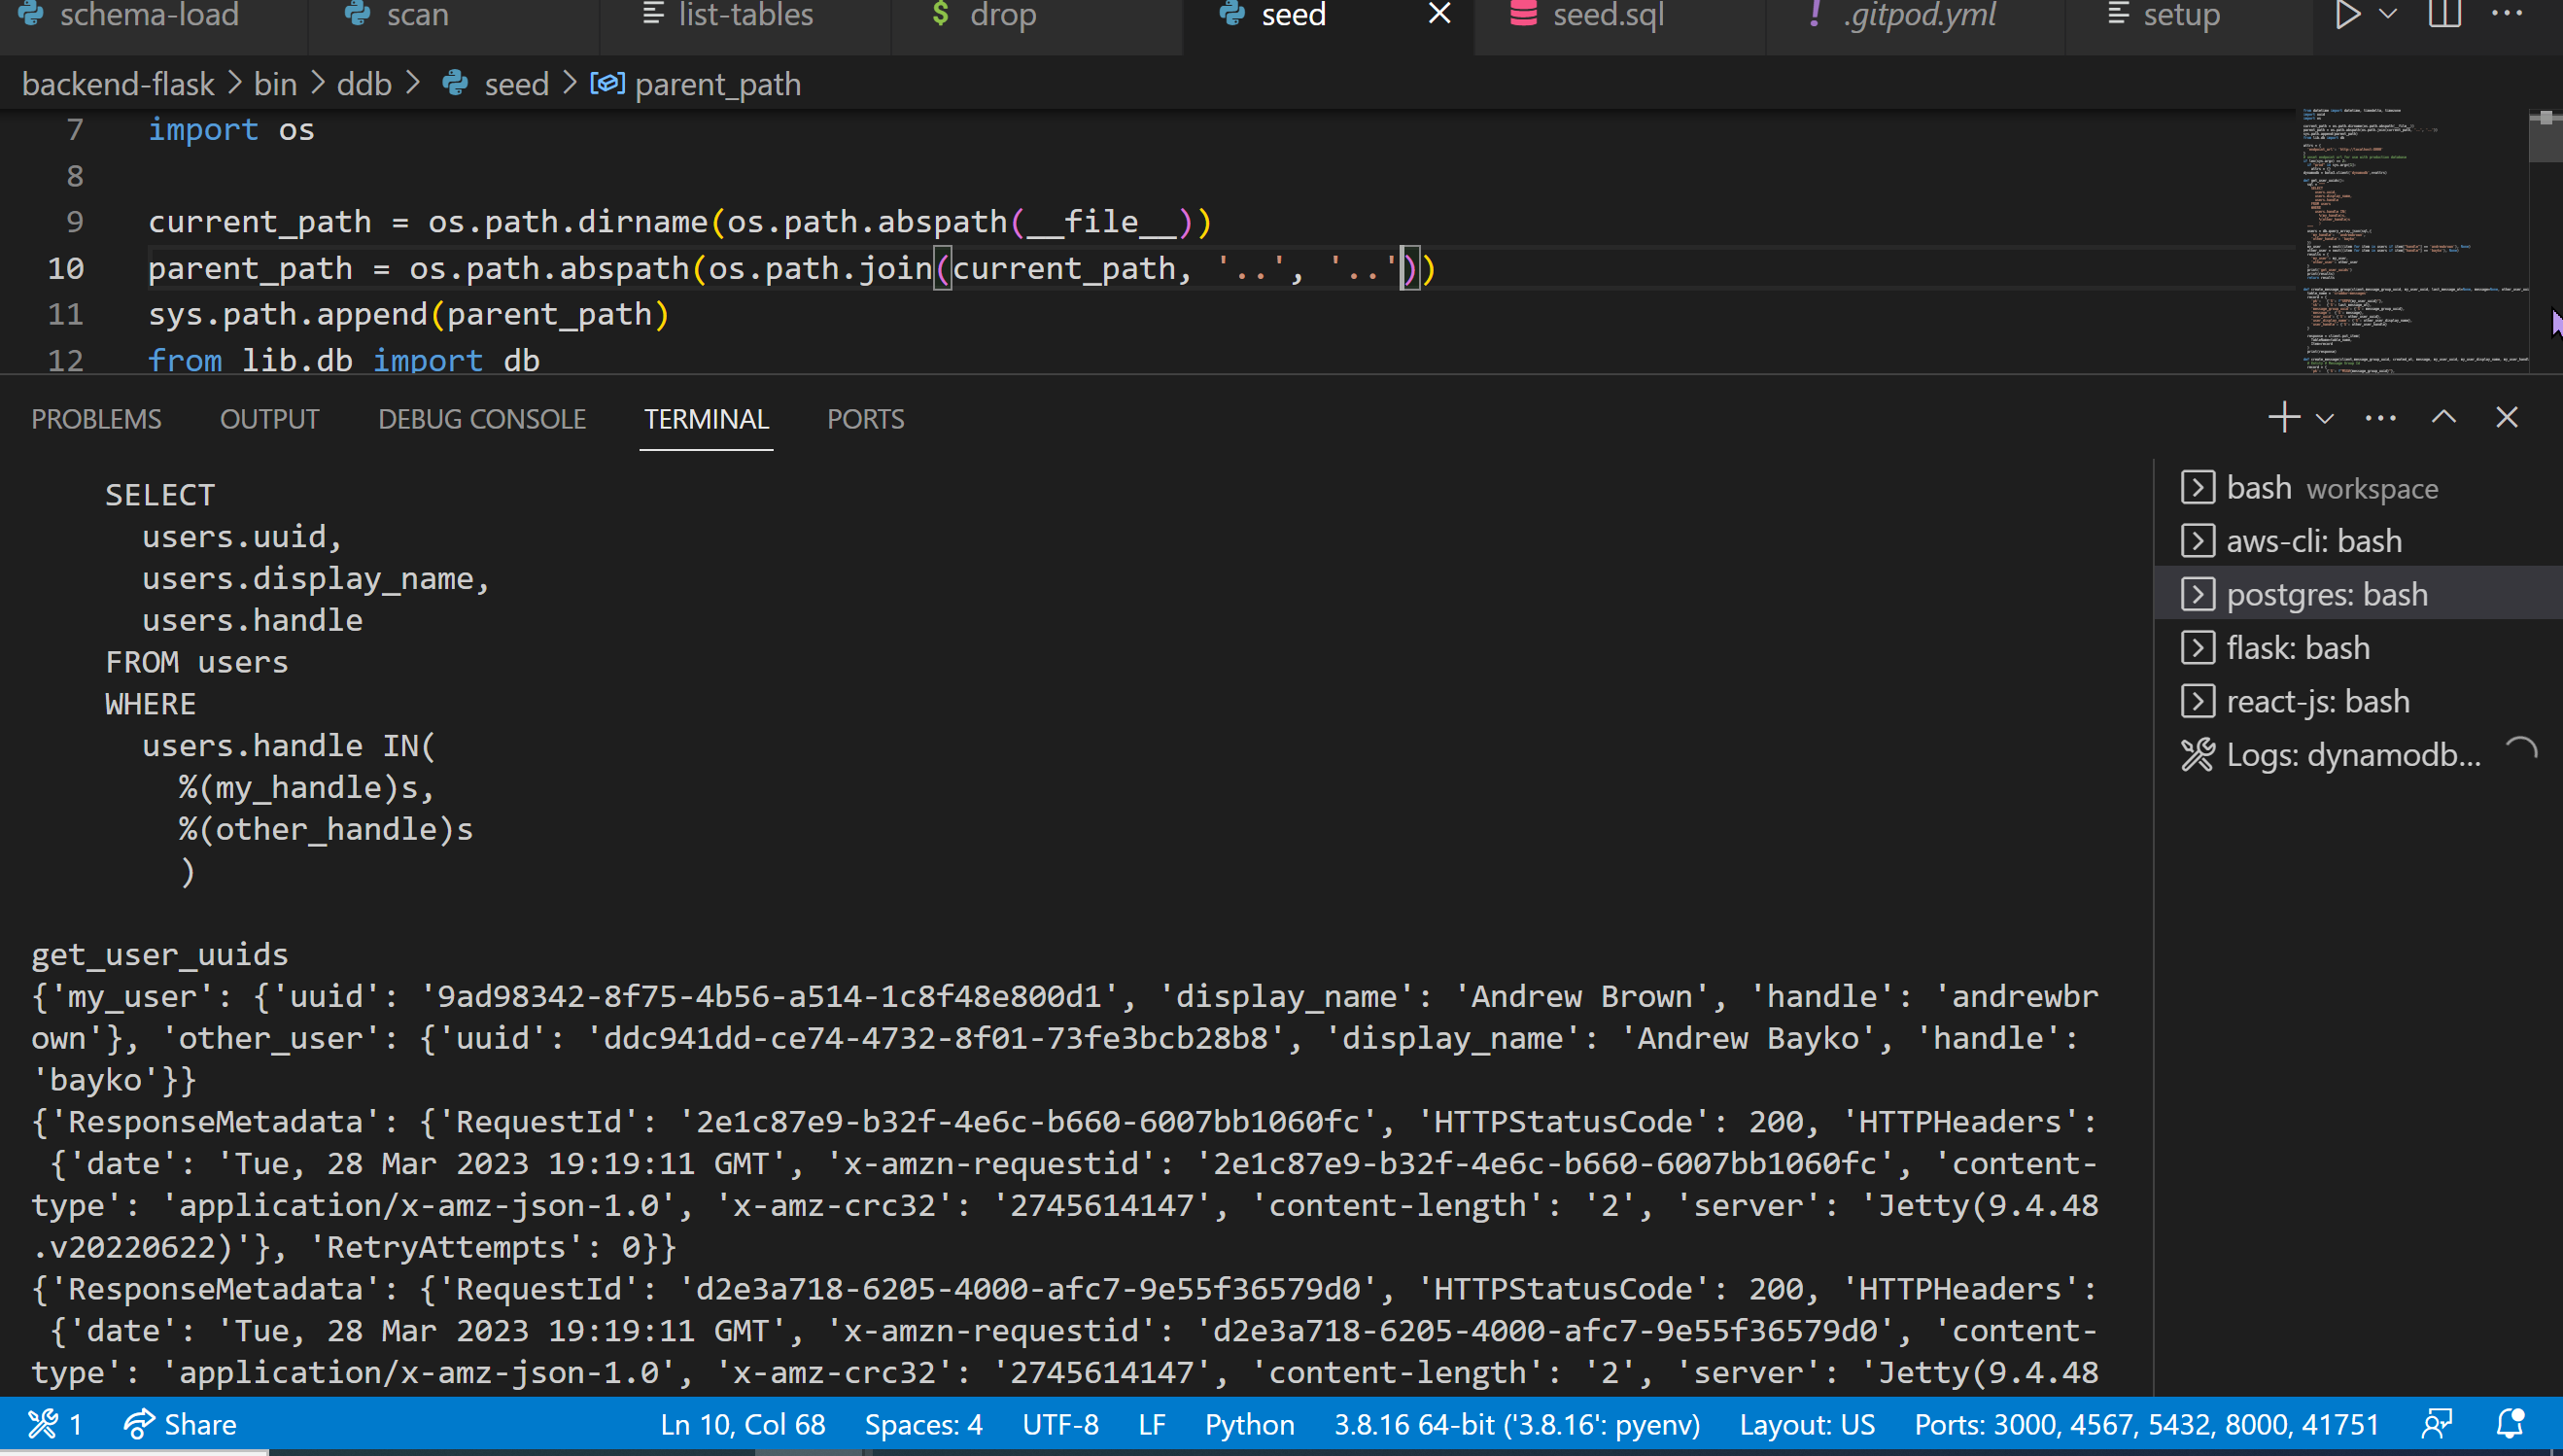 schema-load scan list-tables $ drop seed seed.sql ! .gitpod.yml setup
backend-flask > bin > ddb > seed > parent_path
7 import os
8
9 current_path = os.path.dirname(os.path.abspath(__file__))
10 parent_path = os.path.abspath(os.path.join(current_path, '..', '..'))
11 sys.path.append(parent_path)
12 from lib.db import db
PROBLEMS OUTPUT DEBUG CONSOLE TERMINAL PORTS
SELECT
users.uuid,
users.display_name,
users.handle
FROM users
WHERE
users.handle IN(
%(my_handle)s,
%(other_handle)s
)
get_user_uuids
{'my_user': {'uuid': '9ad98342-8f75-4b56-a514-1c8f48e800d1', 'display_name': 'Andrew Brown', 'handle': 'andrewbr
own'}, 'other_user': {'uuid': 'ddc941dd-ce74-4732-8f01-73fe3bcb28b8', 'display_name': 'Andrew Bayko', 'handle':
'bayko'}}
{'ResponseMetadata': {'RequestId': '2e1c87e9-b32f-4e6c-b660-6007bb1060fc', 'HTTPStatusCode': 200, 'HTTPHeaders':
{'date': 'Tue, 28 Mar 2023 19:19:11 GMT', 'x-amzn-requestid': '2e1c87e9-b32f-4e6c-b660-6007bb1060fc', 'content-
type': 'application/x-amz-json-1.0', 'x-amz-crc32': '2745614147', 'content-length': '2', 'server': 'Jetty(9.4.48
.v20220622)'}, 'RetryAttempts': 0}}
{'ResponseMetadata': {'RequestId': 'd2e3a718-6205-4000-afc7-9e55f36579d0', 'HTTPStatusCode': 200, 'HTTPHeaders':
{'date': 'Tue, 28 Mar 2023 19:19:11 GMT', 'x-amzn-requestid': 'd2e3a718-6205-4000-afc7-9e55f36579d0', 'content-
type': 'application/x-amz-json-1.0', 'x-amz-crc32': '2745614147', 'content-length': '2', 'server': 'Jetty(9.4.48
bash workspace
aws-cli: bash
postgres: bash
flask: bash
react-js: bash
Logs: dynamodb...
1 Share Ln 10, Col 68 Spaces: 4 UTF-8 LF Python 3.8.16 64-bit ('3.8.16': pyenv) Layout: US Ports: 3000, 4567, 5432, 8000, 41751